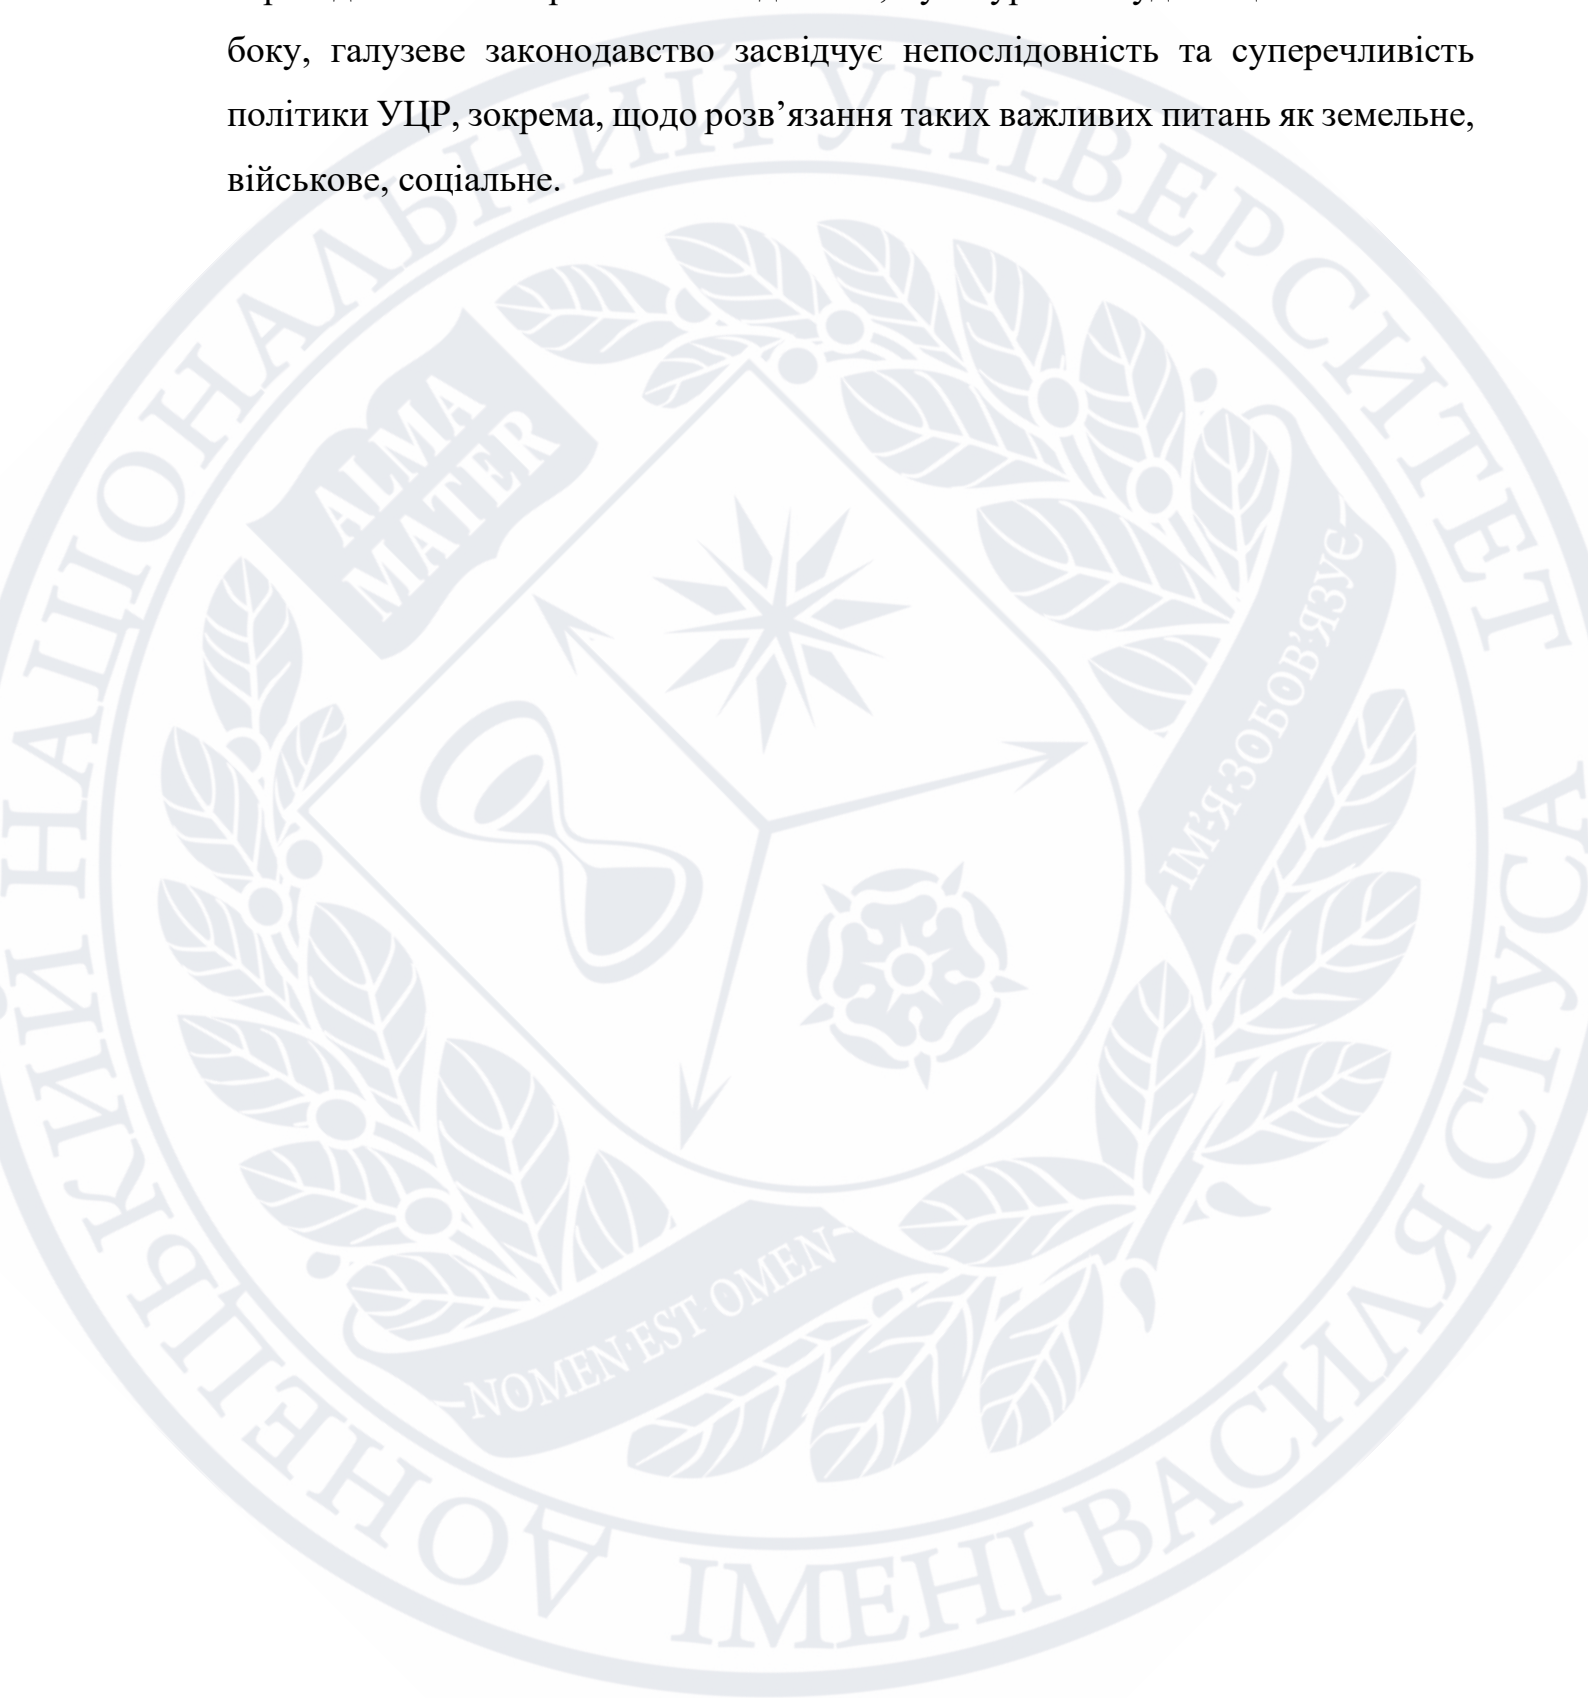 боку, галузеве законодавство засвідчує непослідовність та суперечливість
політики УЦР, зокрема, щодо розв’язання таких важливих питань як земельне,
військове, соціальне.
ДОНЕЦЬКИЙ НАЦІОНАЛЬНИЙ УНІВЕРСИТЕТ
ІМЕНІ ВАСИЛЯ СТУСА
ALMA
MATER
ІМ’Я·ЗОБОВ’ЯЗУЄ
NOMEN·EST·OMEN